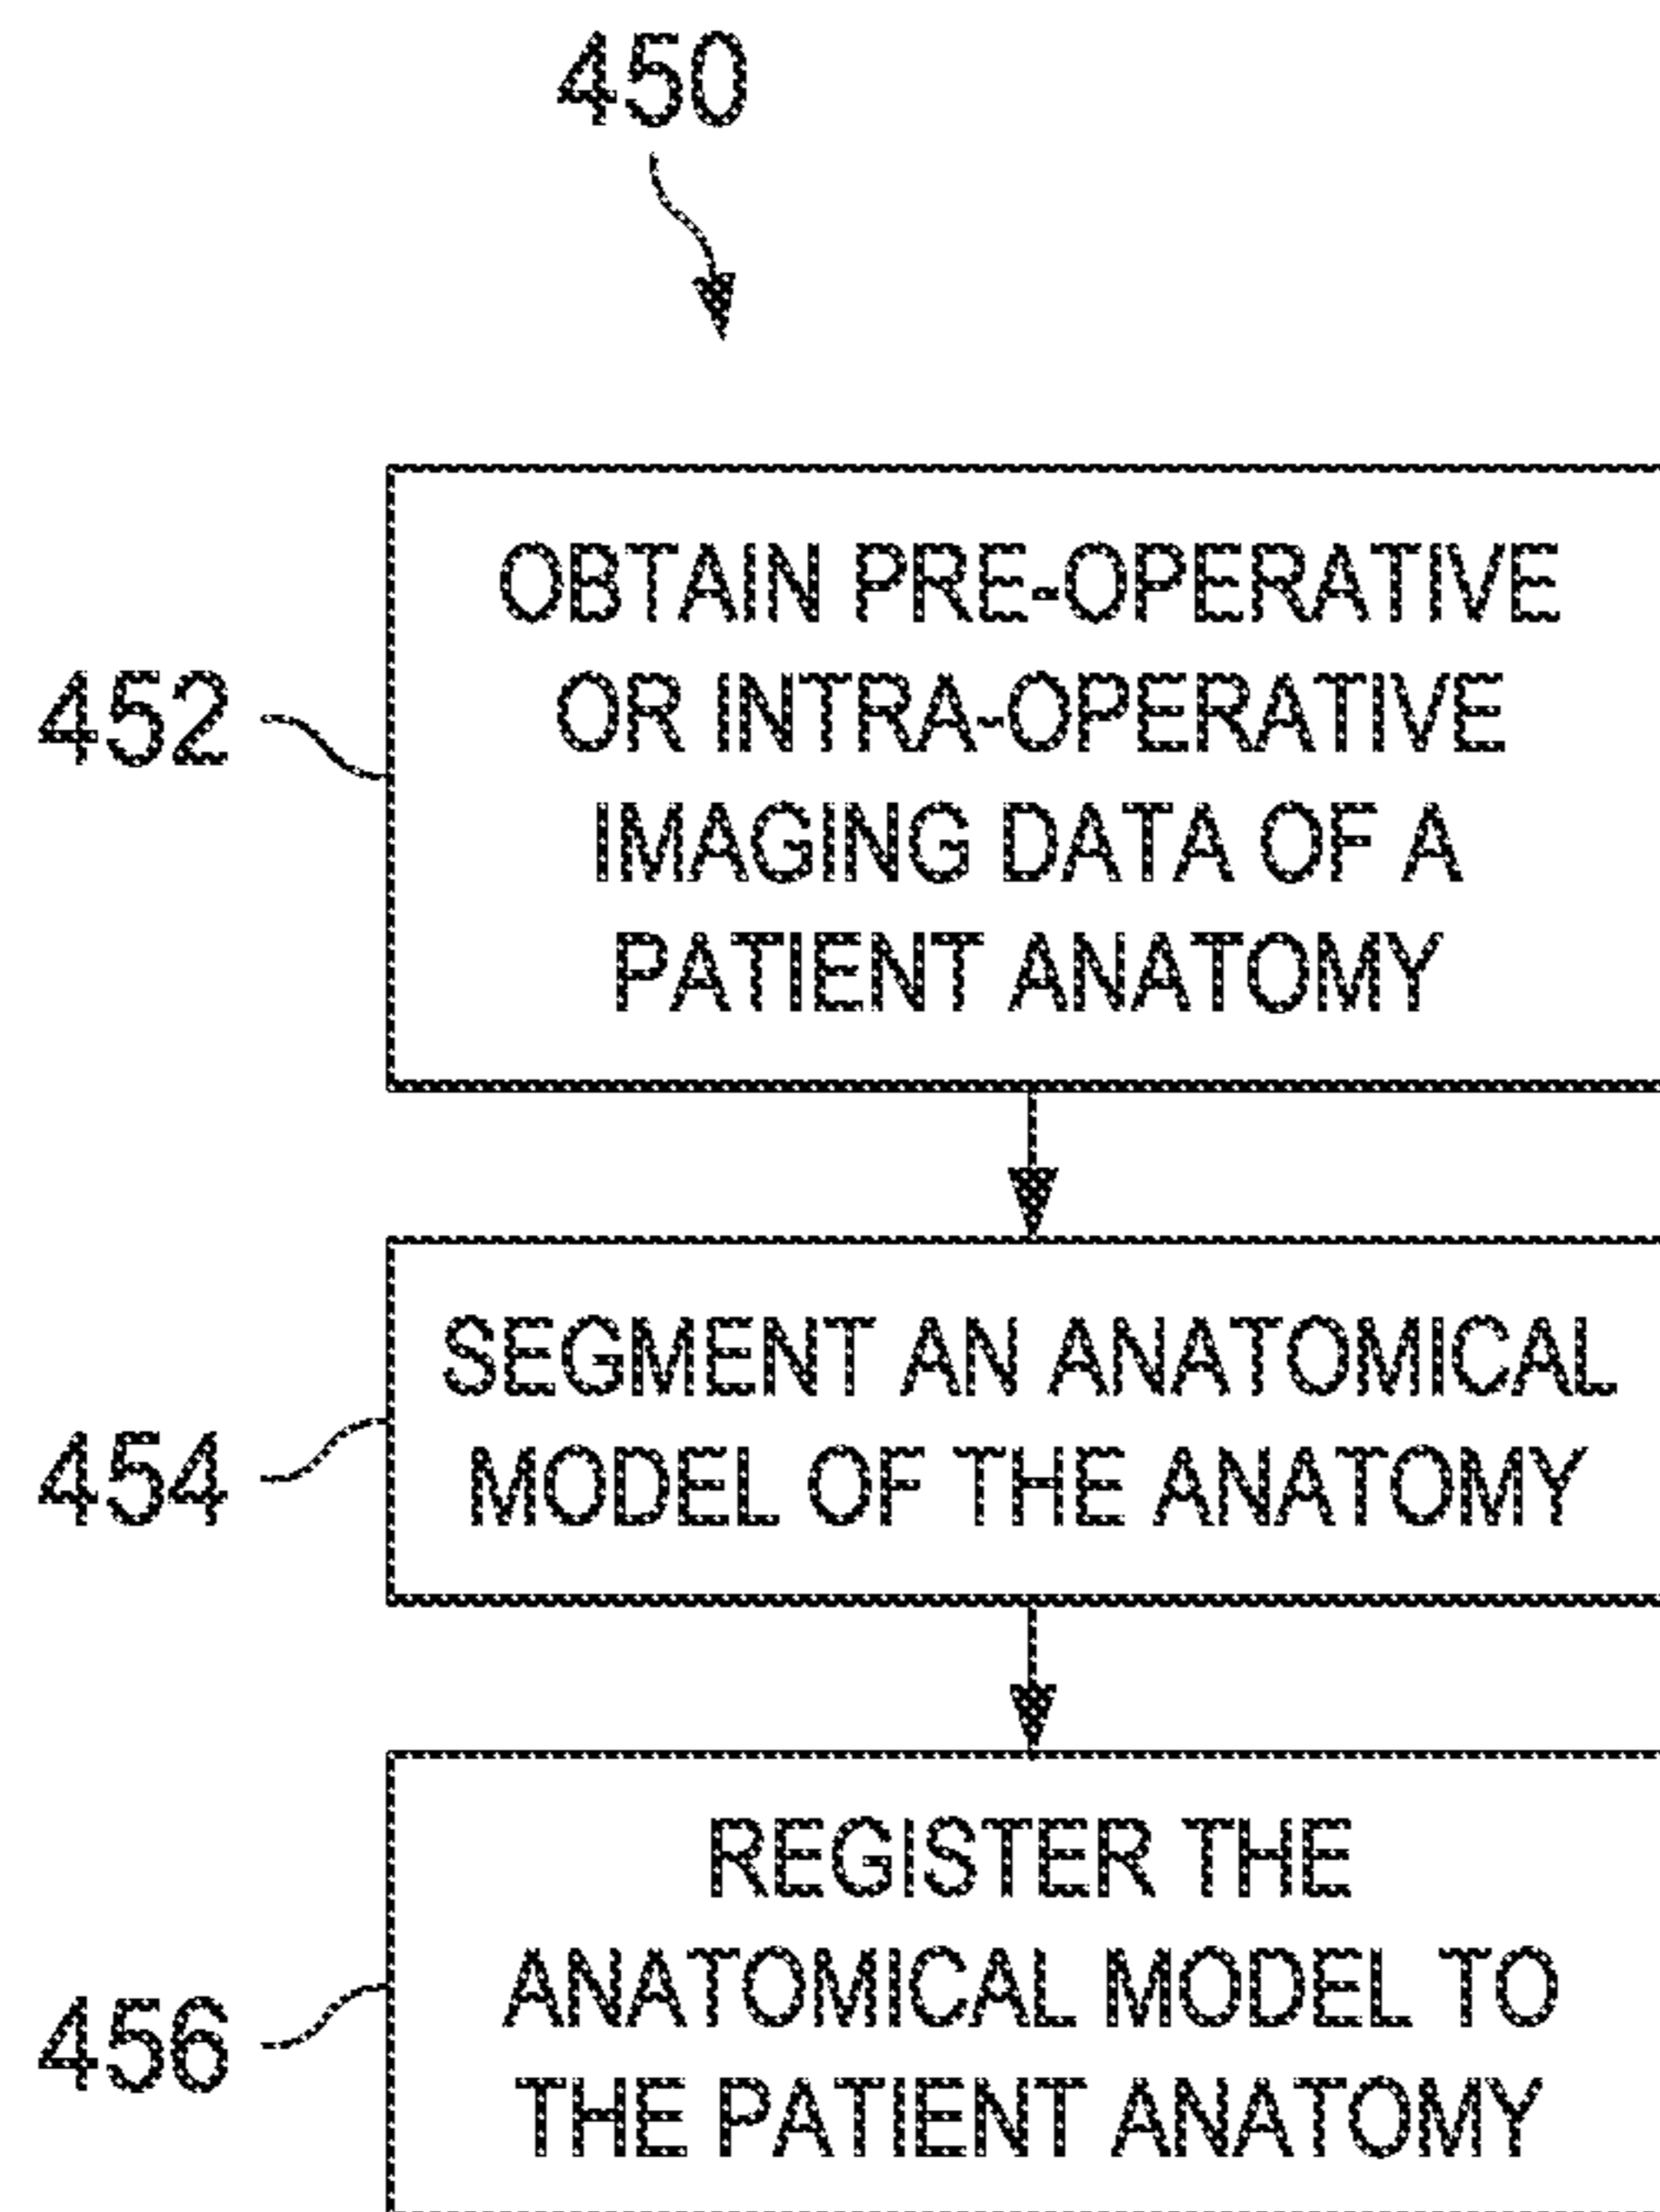 450
452
OBTAIN PRE-OPERATIVE
OR INTRA-OPERATIVE
IMAGING DATA OF A
PATIENT ANATOMY
454
SEGMENT AN ANATOMICAL
MODEL OF THE ANATOMY
456
REGISTER THE
ANATOMICAL MODEL TO
THE PATIENT ANATOMY